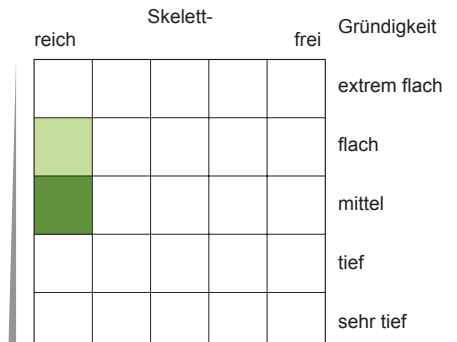 Skelett-
reich frei Gründigkeit
extrem flach
flach
mittel
tief
sehr tief